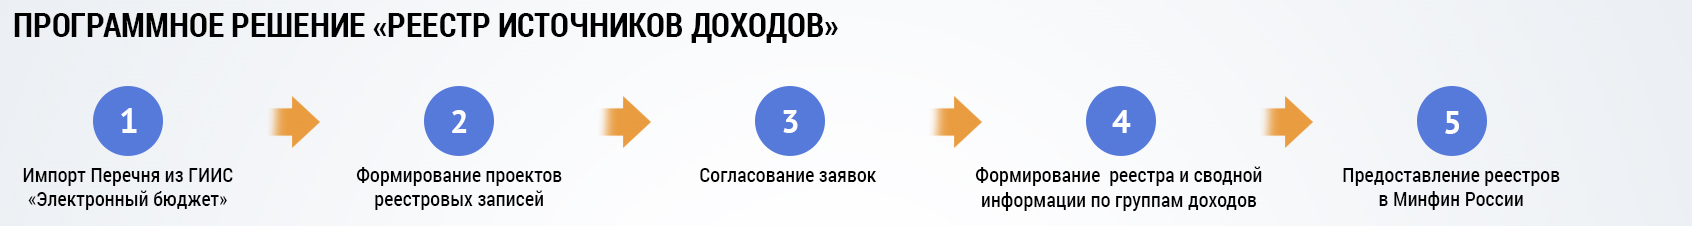 ПРОГРАММНОЕ РЕШЕНИЕ «РЕЕСТР ИСТОЧНИКОВ ДОХОДОВ»
1
2
3
4
5
Импорт Перечня из ГИИС
«Электронный бюджет»
Формирование проектов
реестровых записей
Согласование заявок
Формирование реестра и сводной
информации по группам доходов
Предоставление реестров
в Минфин России